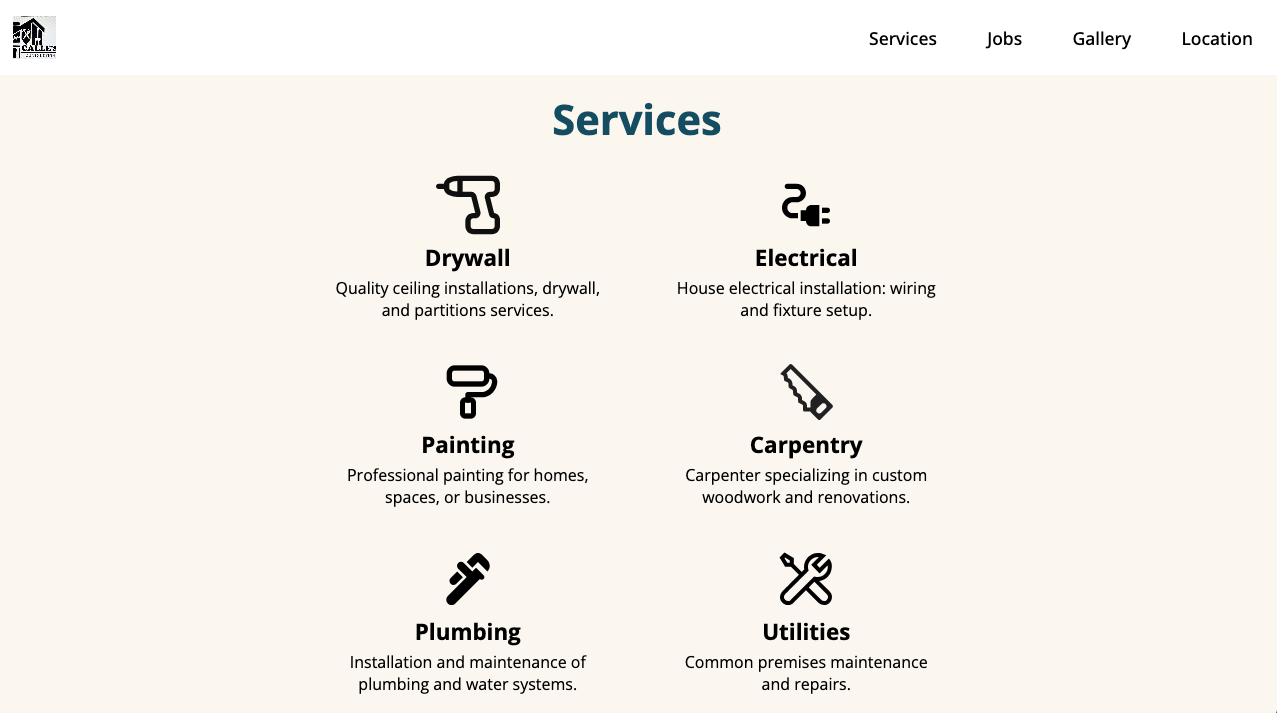 Services
Jobs
Gallery
Location
Services
Drywall
Quality ceiling installations, drywall,
and partitions services.
Electrical
House electrical installation: wiring
and fixture setup.
Painting
Professional painting for homes,
spaces, or businesses.
Carpentry
Carpenter specializing in custom
woodwork and renovations.
Plumbing
Installation and maintenance of
plumbing and water systems.
Utilities
Common premises maintenance
and repairs.